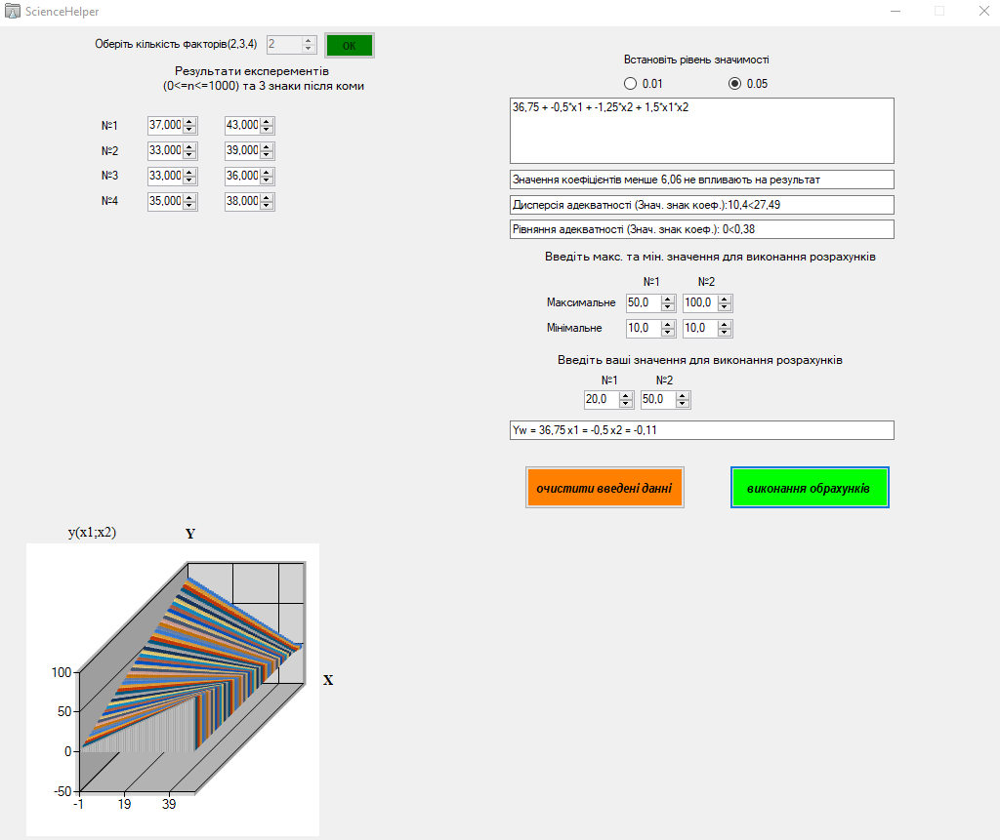 ScienceHelper
Оберіть кількість факторів(2,3,4) 2 ОК
Результати експерементів
(0<=n<=1000) та 3 знаки після коми
№1 37,000 43,000
№2 33,000 39,000
№3 33,000 36,000
№4 35,000 38,000
Встановіть рівень значимості
0.01 0.05
36,75 + -0,5*x1 + -1,25*x2 + 1,5*x1*x2
Значення коефіцієнтів менше 6,06 не впливають на результат
Дисперсія адекватності (Знач. знак коеф.):10,4<27,49
Рівняння адекватності (Знач. знак коеф.): 0<0,38
Введіть макс. та мін. значення для виконання розрахунків
№1 №2
Максимальне 50,0 100,0
Мінімальне 10,0 10,0
Введіть ваші значення для виконання розрахунків
№1 №2
20,0 50,0
Yw = 36,75 x1 = -0,5 x2 = -0,11
очистити введені данні виконання обрахунків
y(x1;x2) Y
100
X
50
0
-50
-1 19 39